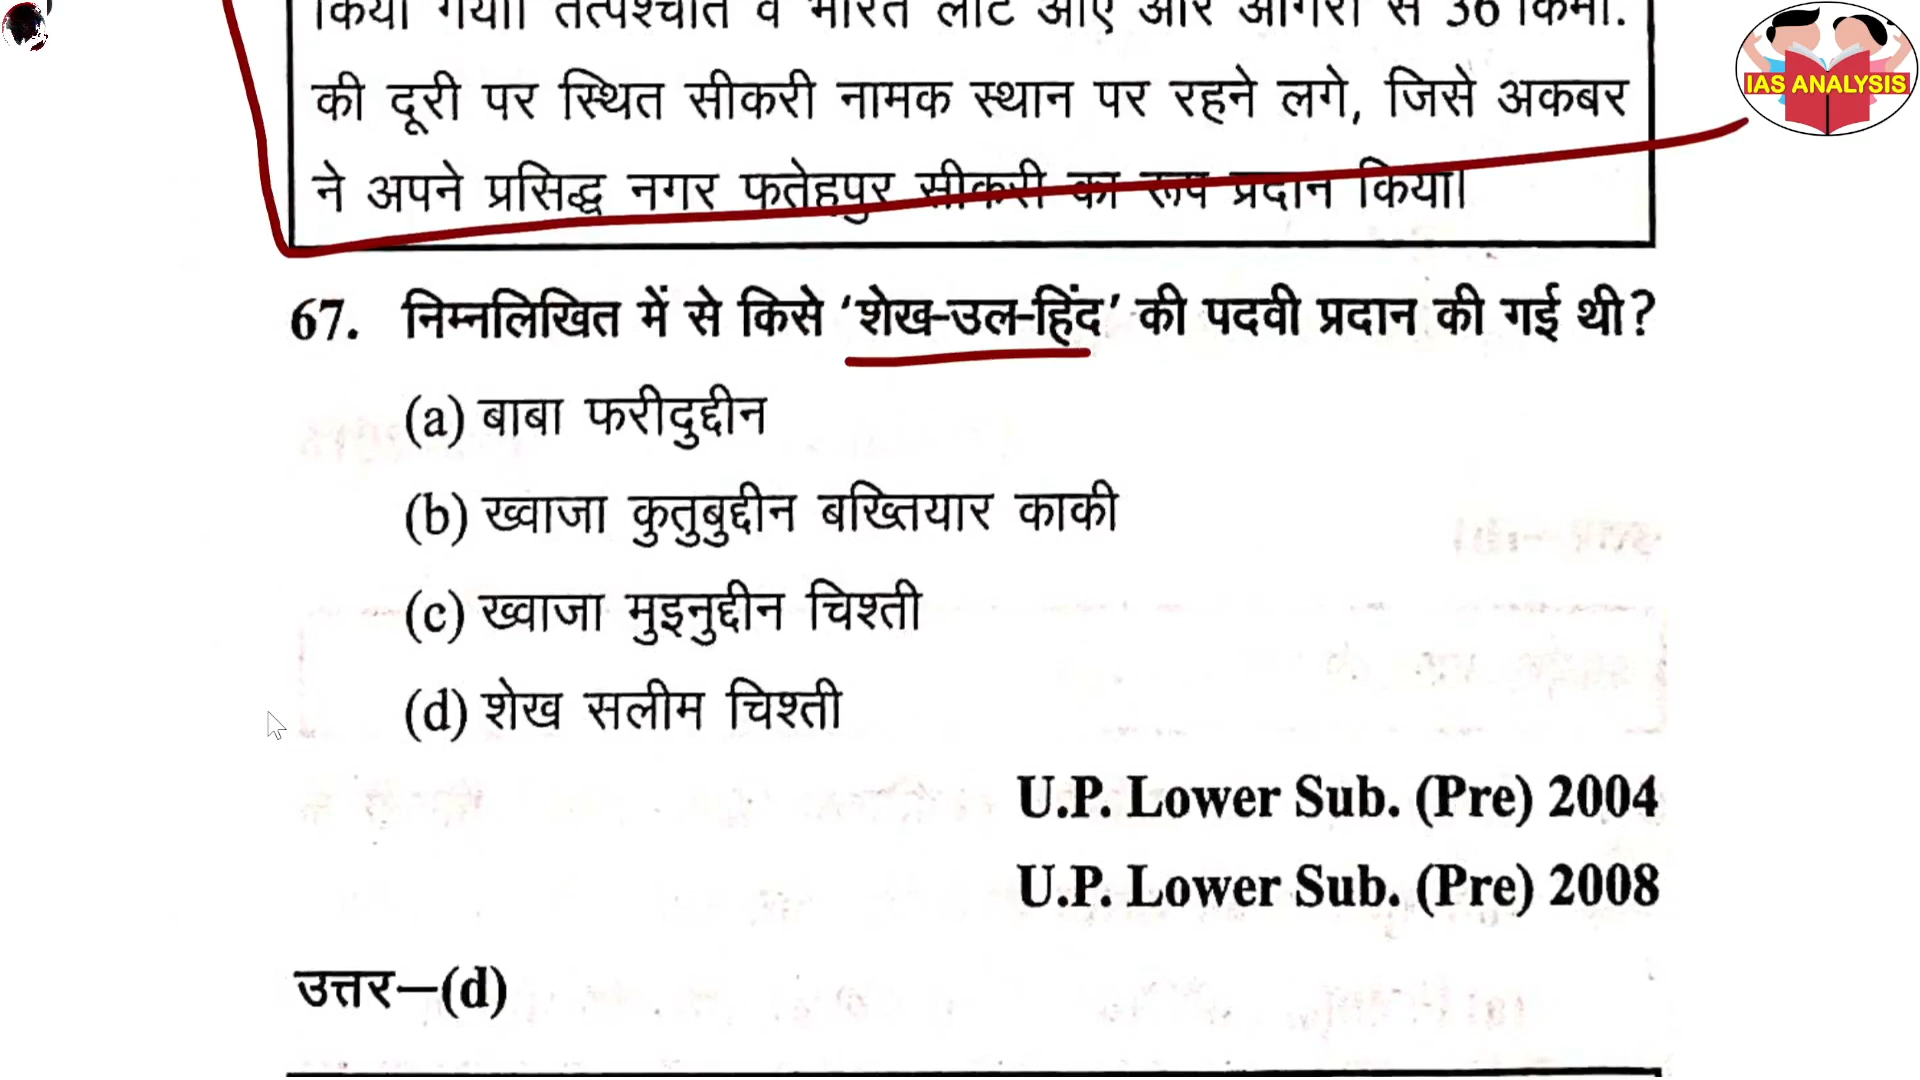 किया गया। तत्पश्चात वे भारत लौट आए और आगरा से 36 किमी.
की दूरी पर स्थित सीकरी नामक स्थान पर रहने लगे, जिसे अकबर
ने अपने प्रसिद्ध नगर फतेहपुर सीकरी का रूप प्रदान किया।
IAS ANALYSIS
67. निम्नलिखित में से किसे ‘शेख-उल-हिंद’ की पदवी प्रदान की गई थी?
(a) बाबा फरीदुद्दीन
(b) ख्वाजा कुतुबुद्दीन बख्तियार काकी
(c) ख्वाजा मुइनुद्दीन चिश्ती
(d) शेख सलीम चिश्ती
U.P. Lower Sub. (Pre) 2004
U.P. Lower Sub. (Pre) 2008
उत्तर—(d)